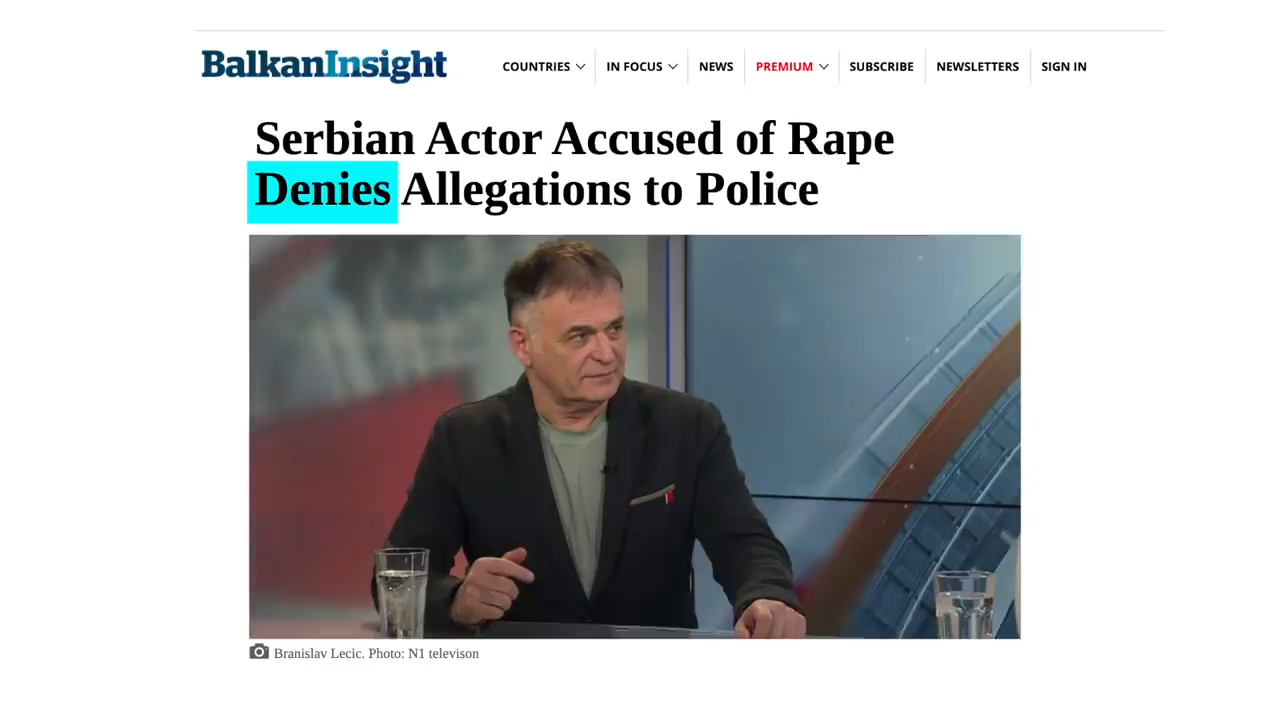 BalkanInsight
COUNTRIES
IN FOCUS
NEWS
PREMIUM
SUBSCRIBE
NEWSLETTERS
SIGN IN
Serbian Actor Accused of Rape
Denies Allegations to Police
Branislav Lecic. Photo: N1 televison